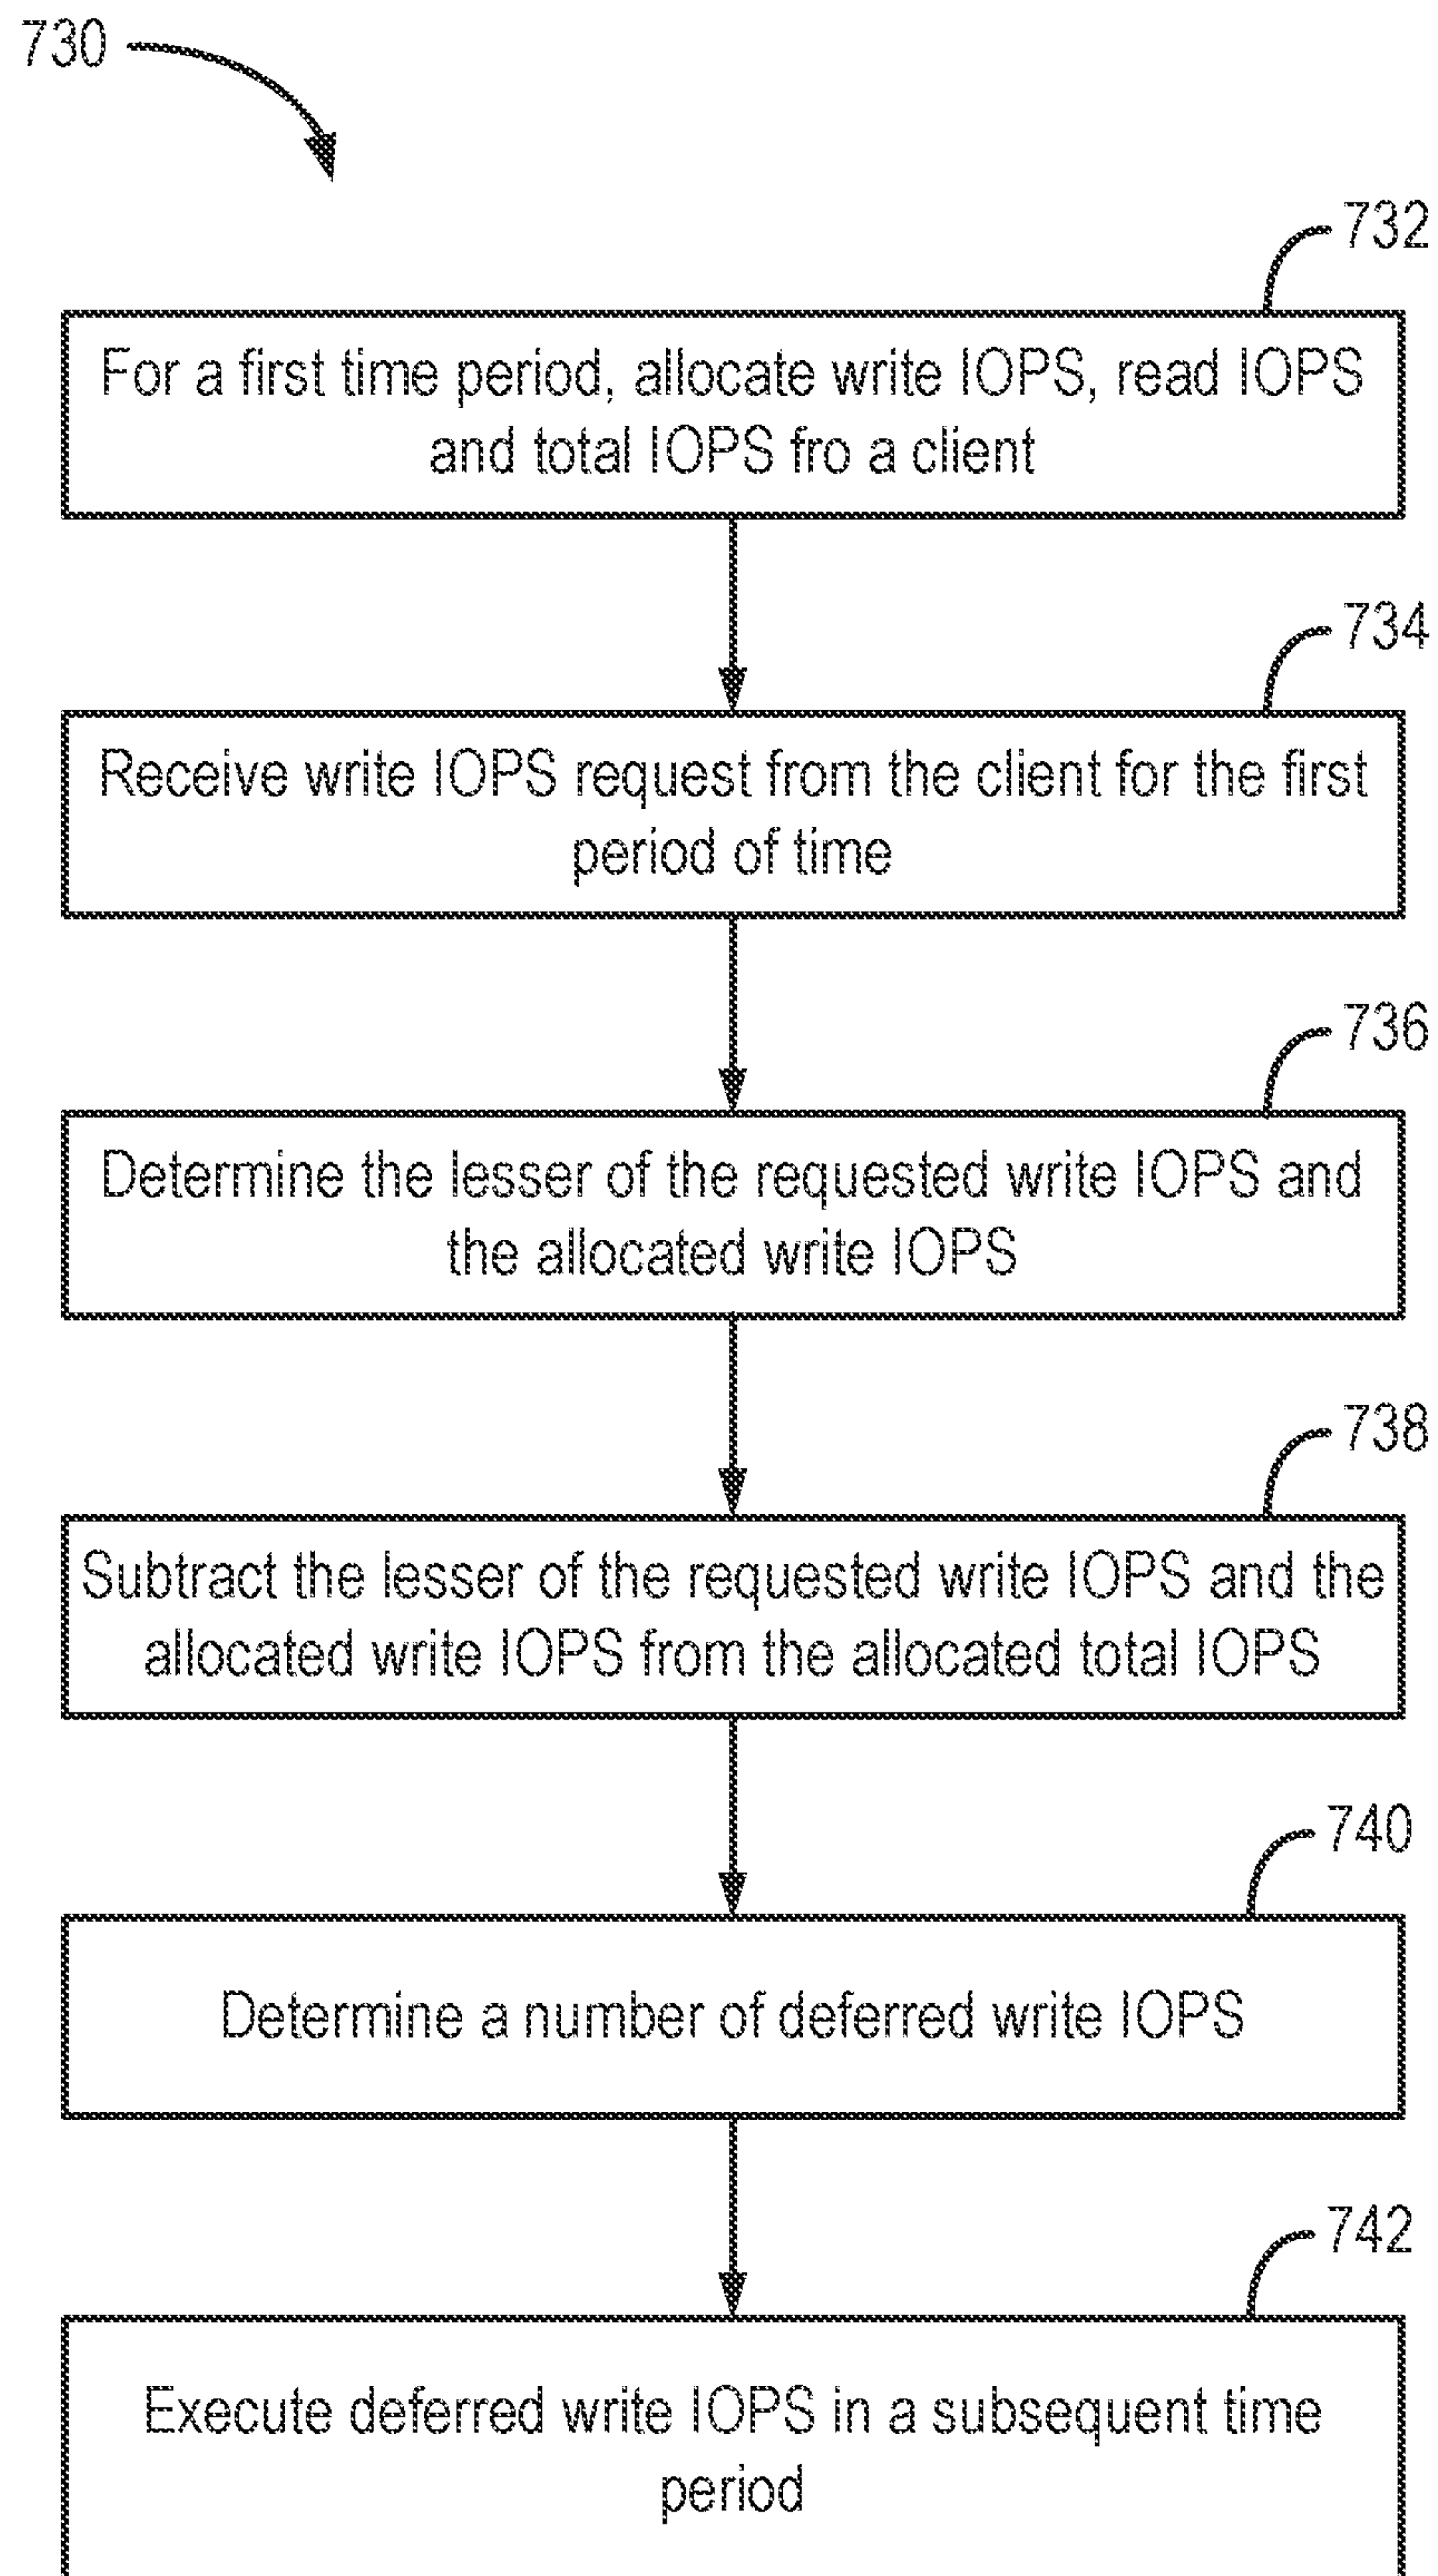 730
732
For a first time period, allocate write IOPS, read IOPS
and total IOPS fro a client
734
Receive write IOPS request from the client for the first
period of time
736
Determine the lesser of the requested write IOPS and
the allocated write IOPS
738
Subtract the lesser of the requested write IOPS and the
allocated write IOPS from the allocated total IOPS
740
Determine a number of deferred write IOPS
742
Execute deferred write IOPS in a subsequent time
period